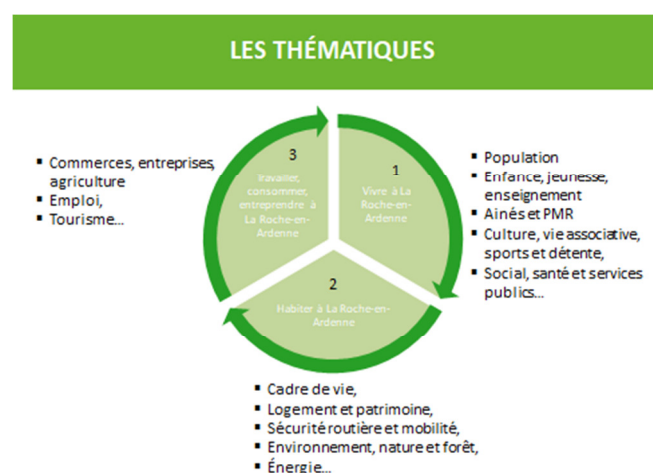 LES THÉMATIQUES
3
Travailler,
consommer,
entreprendre à
La Roche-en-
Ardenne
▪ Commerces, entreprises,
agriculture
▪ Emploi,
▪ Tourisme...
1
Vivre à La
Roche-en-
Ardenne
▪ Population
▪ Enfance, jeunesse,
enseignement
▪ Ainés et PMR
▪ Culture, vie associative,
sports et détente,
▪ Social, santé et services
publics...
2
Habiter à La Roche-en-
Ardenne
▪ Cadre de vie,
▪ Logement et patrimoine,
▪ Sécurité routière et mobilité,
▪ Environnement, nature et forêt,
▪ Énergie...